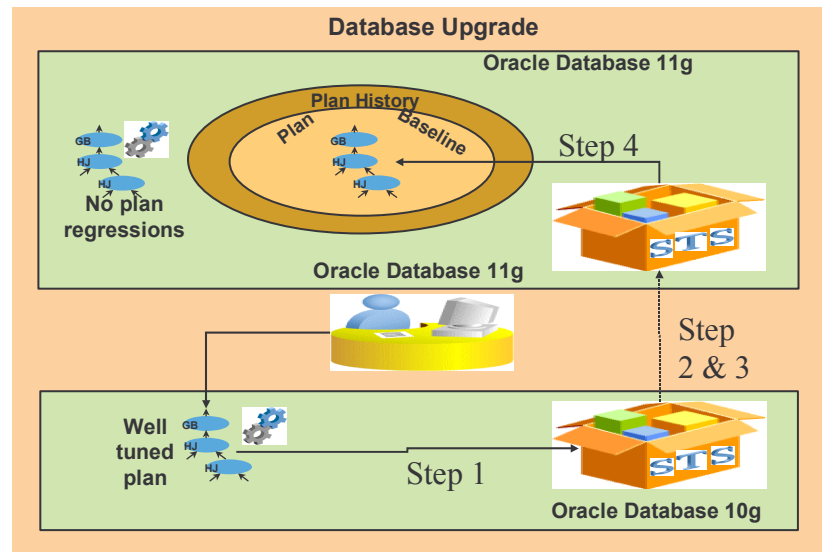 Database Upgrade
Oracle Database 11g
Plan History
Plan Baseline
GB
HJ
HJ
No plan
regressions
GB
HJ
HJ
Step 4
STS
Oracle Database 11g
Step
2 & 3
Well
tuned
plan
GB
HJ
HJ
Step 1
STS
Oracle Database 10g